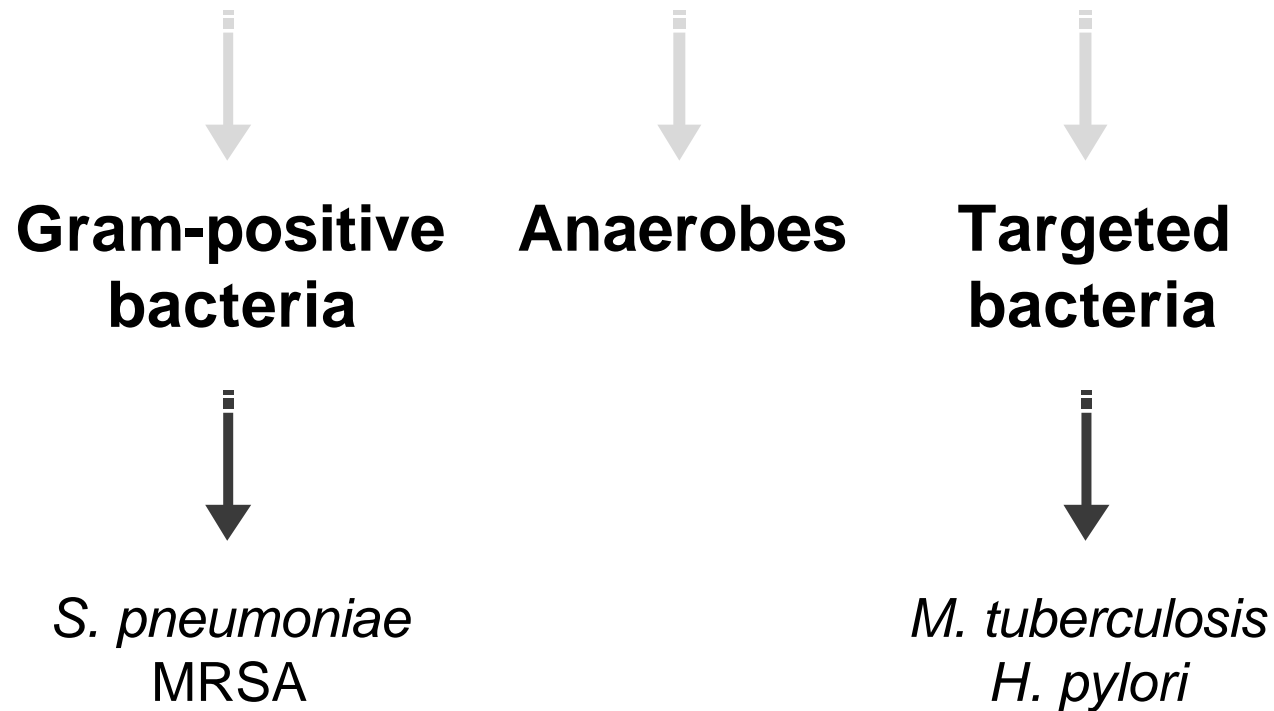 Gram-positive
bacteria
Anaerobes
Targeted
bacteria
S. pneumoniae
MRSA
M. tuberculosis
H. pylori